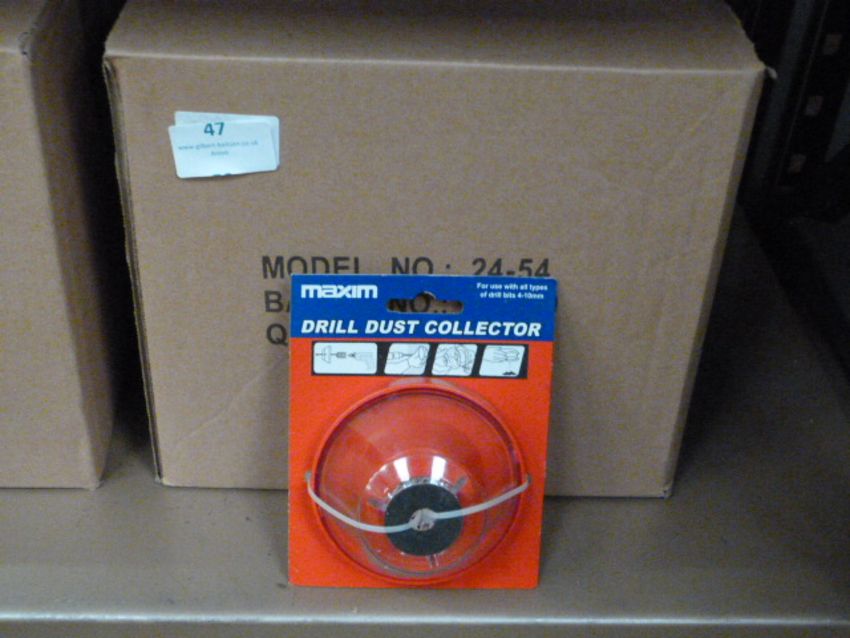 47
MODEL NO.: 24-54
NO.:
maxim
For use with all types
of drill bits 4-10mm
DRILL DUST COLLECTOR